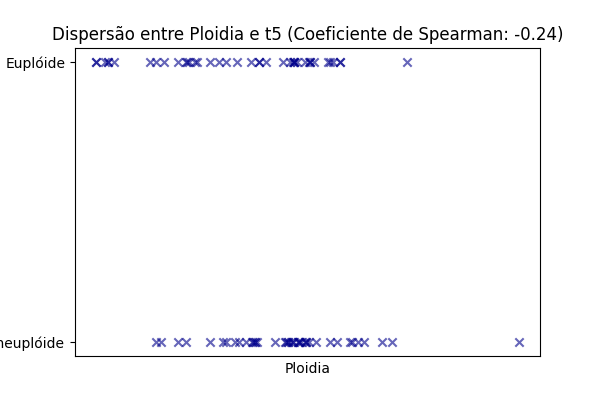 Dispersão entre Ploidia e t5 (Coeficiente de Spearman: -0.24)
Euplóide
neuplóide
Ploidia